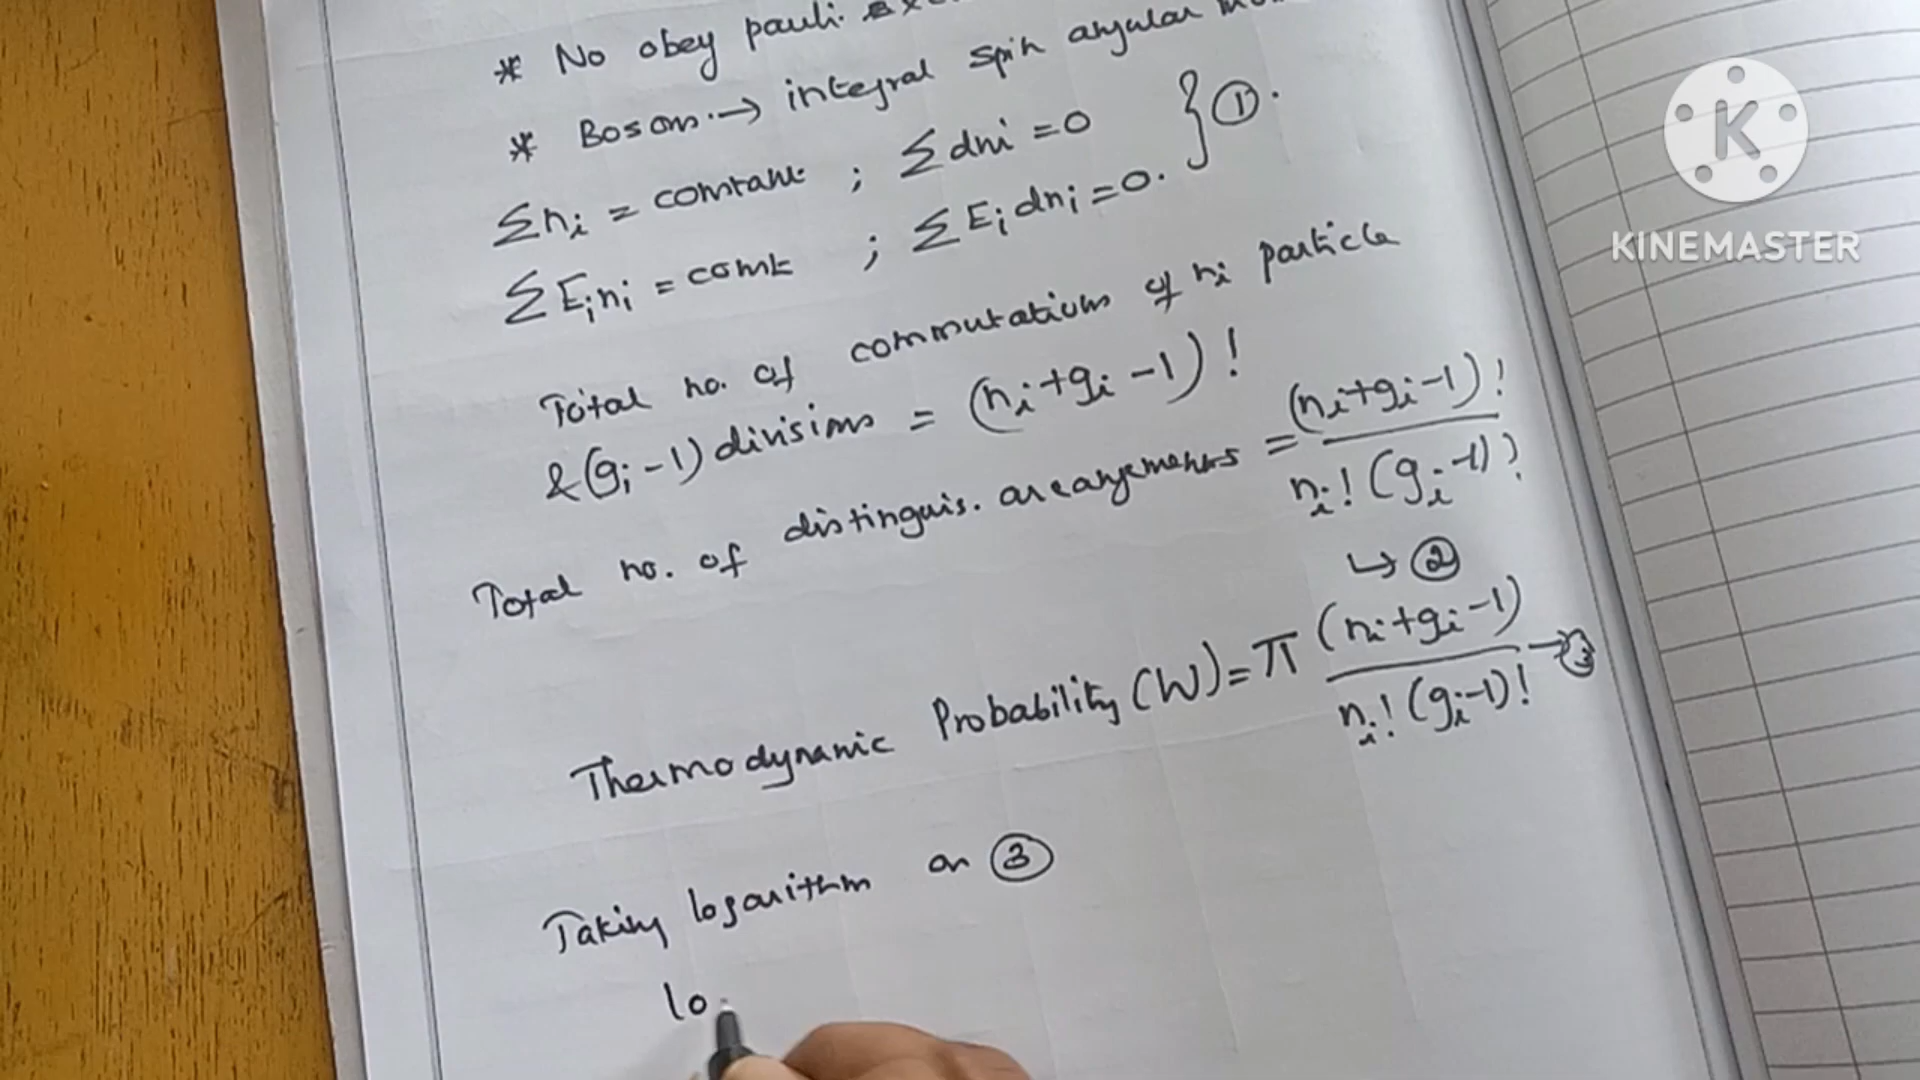 * No obey pauli.
* Bosons. → integral spin angular
Σni = constant ; Σdni = 0 } ①.
ΣEini = const ; ΣEidni = 0.
Total no. of commutations of ni particle
&(gi-1) divisions = (ni+gi-1)!
Total no. of distinguis. arrangements = (ni+gi-1)! / ni!(gi-1)!
↳ ②
Thermodynamic Probability (W) = π (ni+gi-1) / ni!(gi-1)! → ③
Taking logarithm on ③
lo
K
KINEMASTER